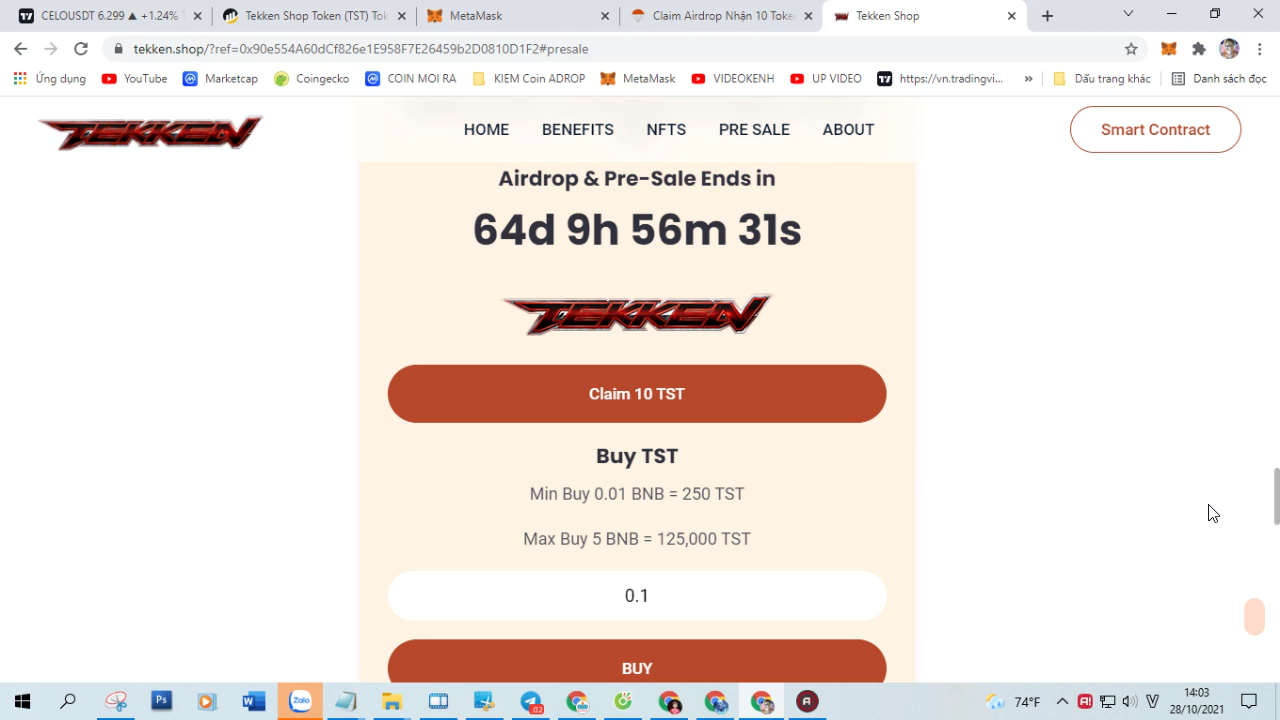 CELOUSDT 6.299 ▲ +1.24%
Tekken Shop (TST) Tok
MetaMask
Airdrop 10 Toke
Tekken Shop
tekken.shop/?ref=0x90e554A60dCf826e1E958F7E26459b2D0810D1F2#presale
Ứng dụng
YouTube
Marketcap
Coingecko
COIN MOI RA
KIEM Coin ADROP
MetaMask
VIDEOKENH
UP VIDEO
https://vn.tradingvi...
»
Dấu trang khác
Danh sách đọc
TEKKEN
HOME
BENEFITS
NFTS
PRE SALE
ABOUT
Smart Contract
Airdrop & Pre-Sale Ends in
64d 9h 56m 31s
TEKKEN
Claim 10 TST
Buy TST
Min Buy 0.01 BNB = 250 TST
Max Buy 5 BNB = 125,000 TST
0.1
BUY
Zalo
02
74°F
14:03
28/10/2021